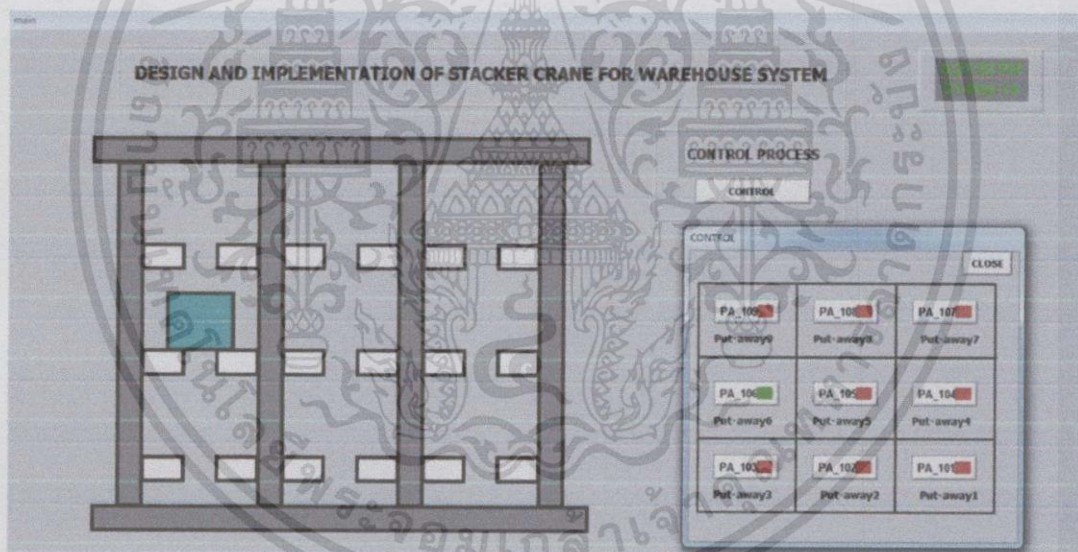 main
DESIGN AND IMPLEMENTATION OF STACKER CRANE FOR WAREHOUSE SYSTEM
CONTROL PROCESS
CONTROL
CONTROL
CLOSE
PA_109 PA_108 PA_107
Put-away9 Put-away8 Put-away7
PA_106 PA_105 PA_104
Put-away6 Put-away5 Put-away4
PA_103 PA_102 PA_101
Put-away3 Put-away2 Put-away1